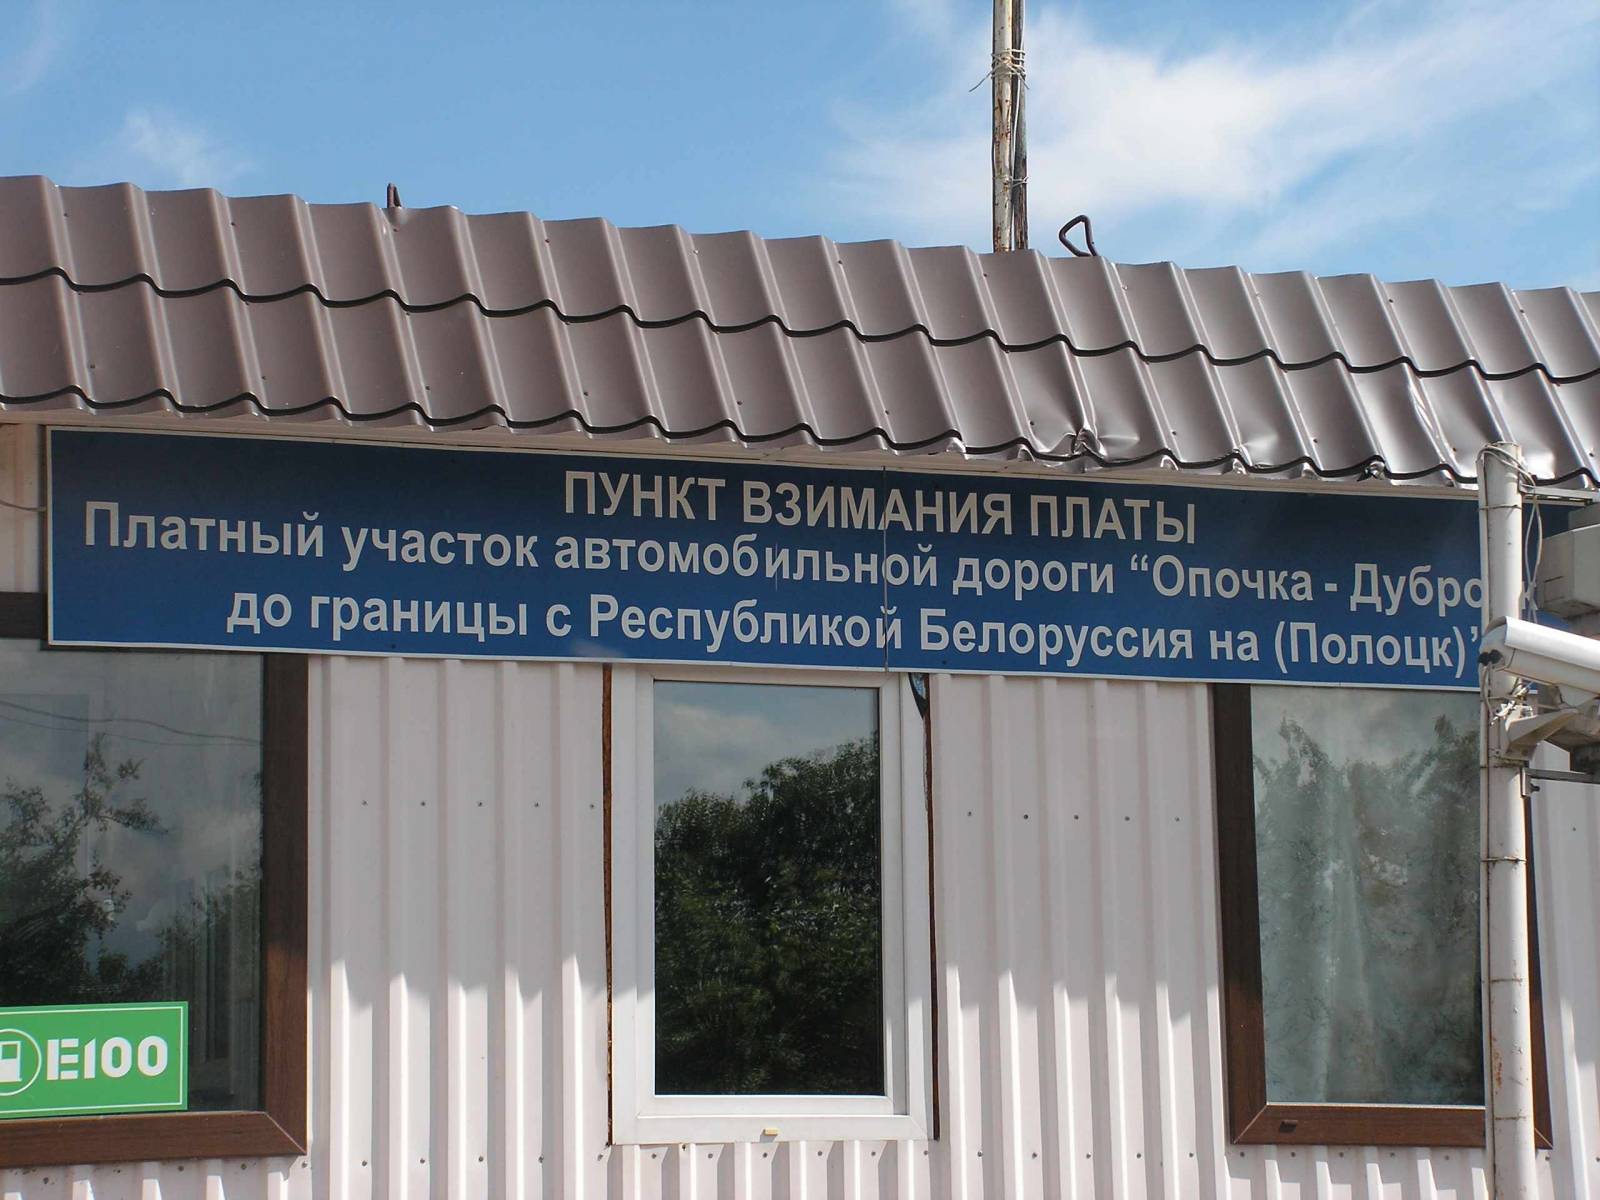 ПУНКТ ВЗИМАНИЯ ПЛАТЫ
Платный участок автомобильной дороги “Опочка - Дубро
до границы с Республикой Белоруссия на (Полоцк)”
E100